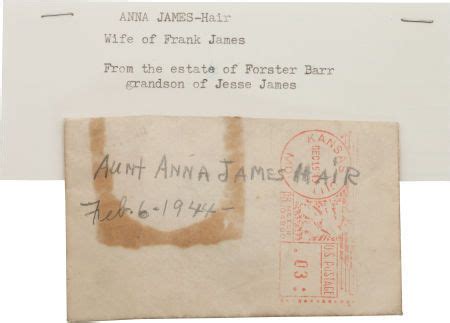 ANNA JAMES-Hair
Wife of Frank James
From the estate of Forster Barr
grandson of Jesse James
AUNT ANNA JAMES HAIR
Feb. 6-1944-
KANSAS
MO.
U.S. POSTAGE
.03: